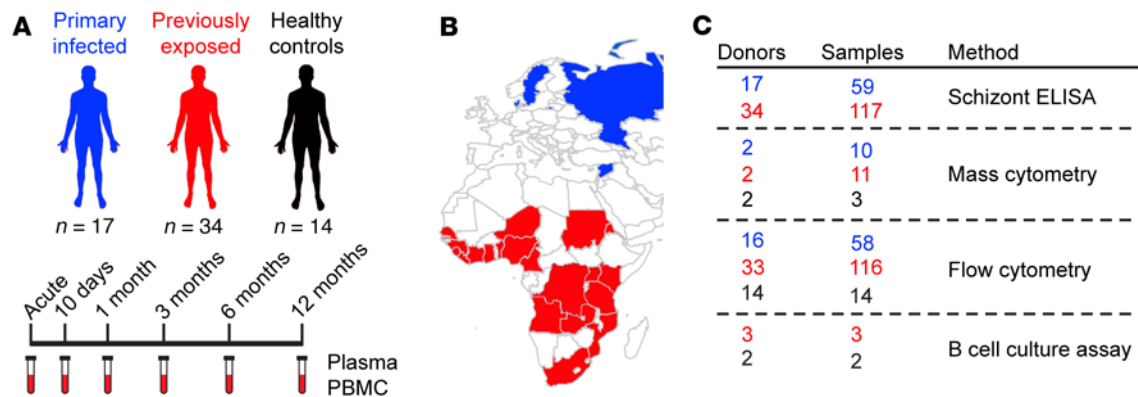 A
Primary infected
Previously exposed
Healthy controls
n = 17
n = 34
n = 14
Acute
10 days
1 month
3 months
6 months
12 months
Plasma
PBMC
B
C
Donors Samples Method
17 59
34 117
Schizont ELISA
2 10
2 11
2 3
Mass cytometry
16 58
33 116
14 14
Flow cytometry
3 3
2 2
B cell culture assay